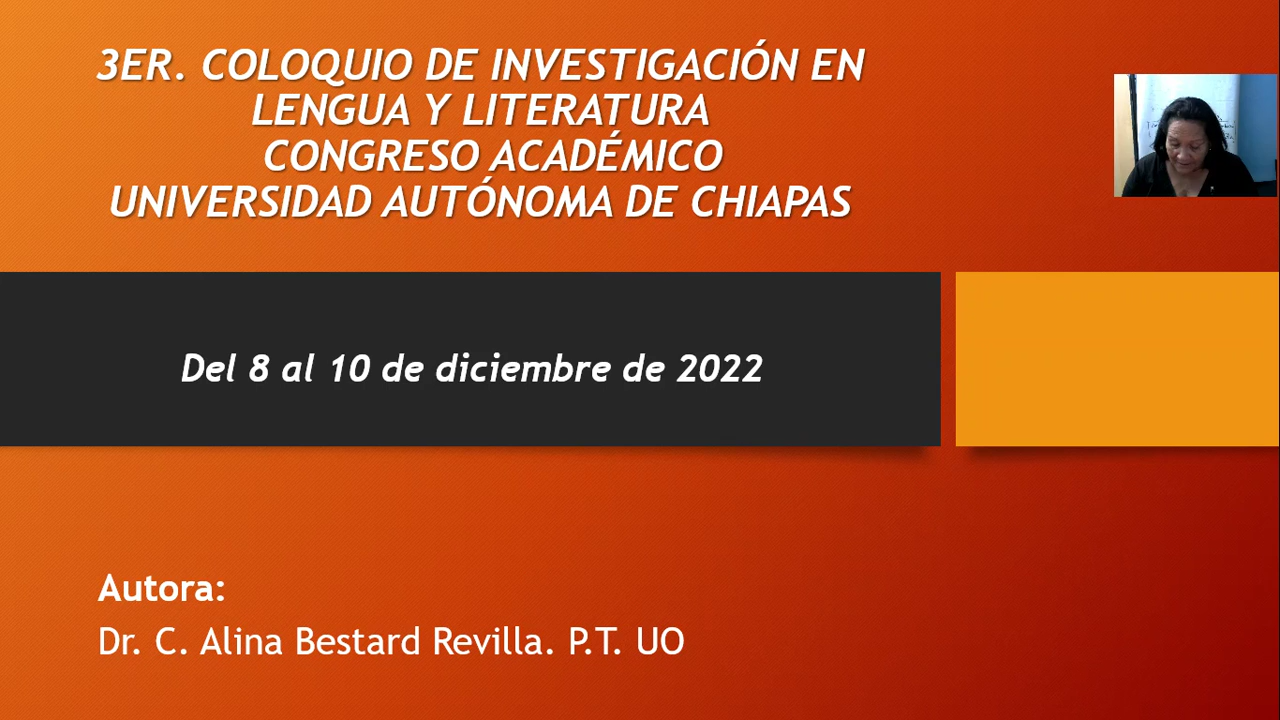 3ER. COLOQUIO DE INVESTIGACIÓN EN
LENGUA Y LITERATURA
CONGRESO ACADÉMICO
UNIVERSIDAD AUTÓNOMA DE CHIAPAS
Del 8 al 10 de diciembre de 2022
Autora:
Dr. C. Alina Bestard Revilla. P.T. UO